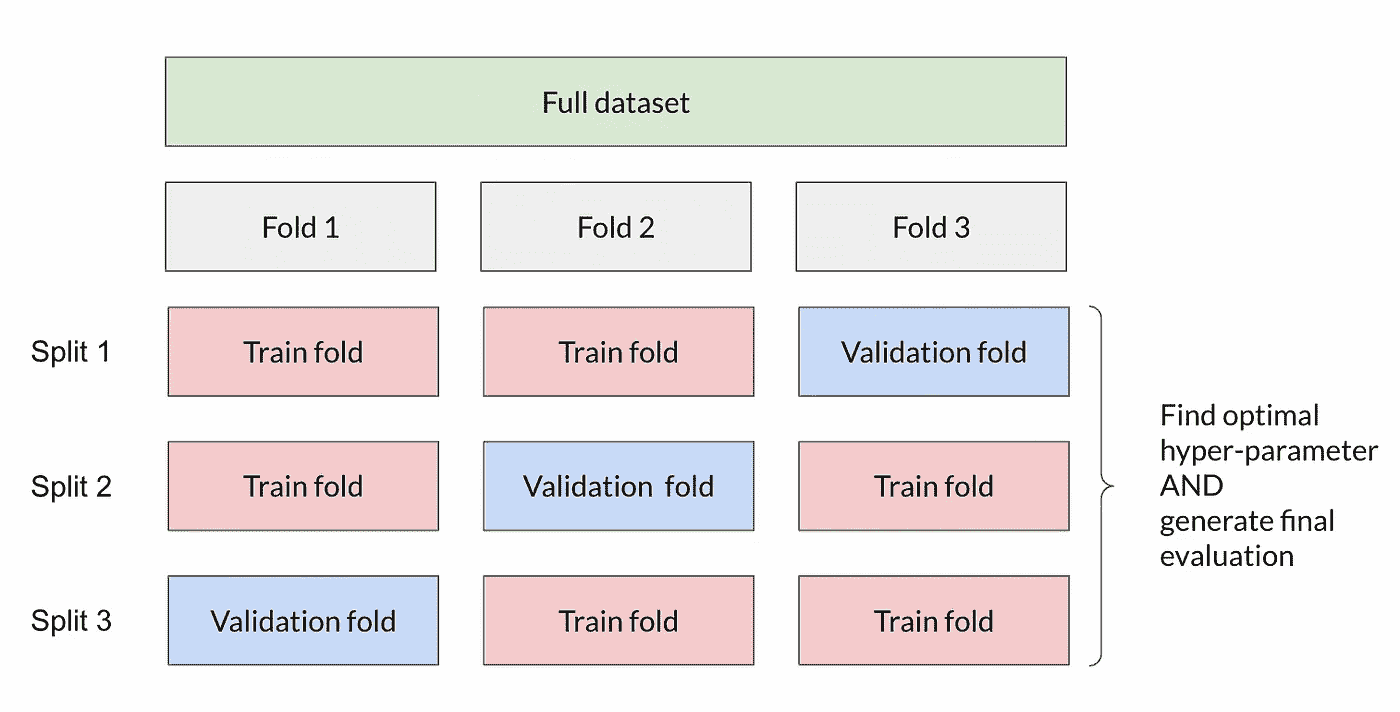 Full dataset
Fold 1 Fold 2 Fold 3
Split 1 Train fold Train fold Validation fold
Split 2 Train fold Validation fold Train fold
Split 3 Validation fold Train fold Train fold
Find optimal
hyper-parameter
AND
generate final
evaluation